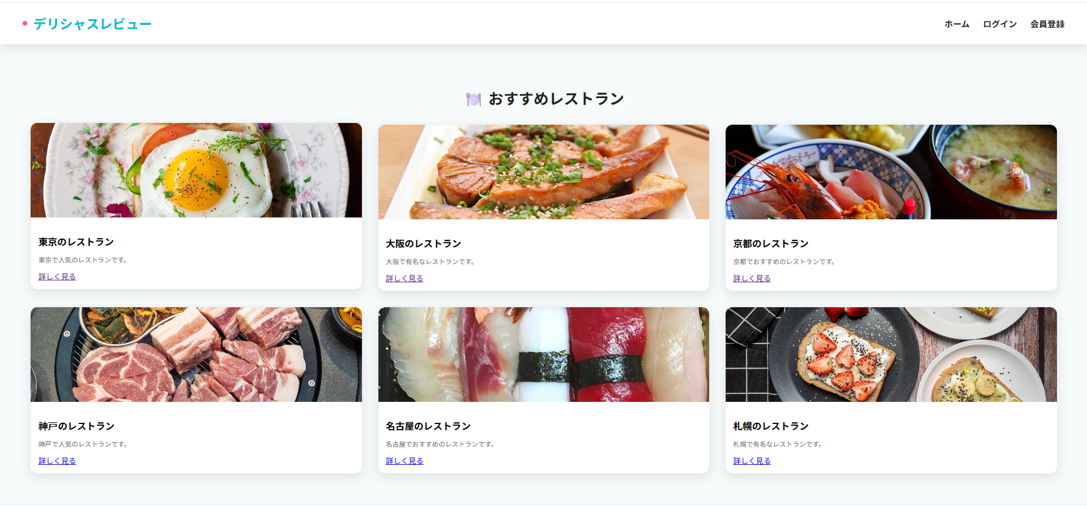 デリシャスレビュー
ホーム ログイン 会員登録
🍽️ おすすめレストラン
東京のレストラン
東京で人気のレストランです。
詳しく見る
大阪のレストラン
大阪で有名なレストランです。
詳しく見る
京都のレストラン
京都でおすすめのレストランです。
詳しく見る
神戸のレストラン
神戸で人気のレストランです。
詳しく見る
名古屋のレストラン
名古屋でおすすめのレストランです。
詳しく見る
札幌のレストラン
札幌で有名なレストランです。
詳しく見る